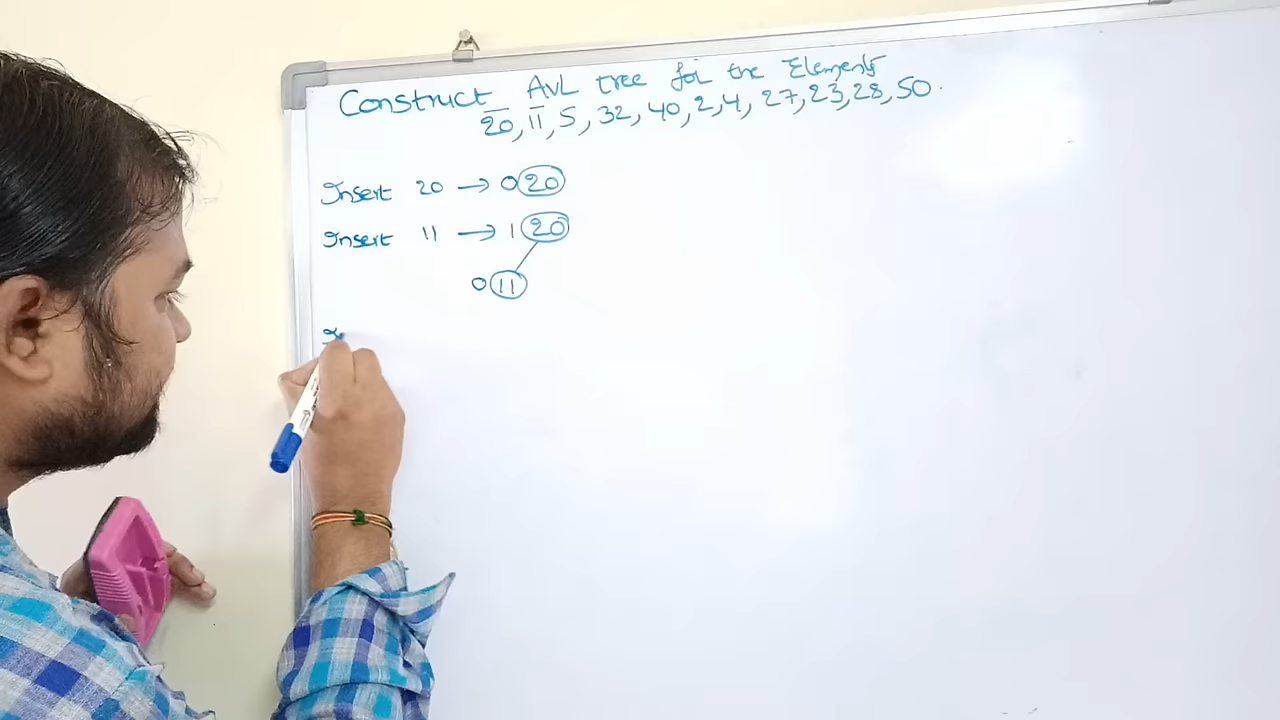 Construct AVL tree for the Elements
20, 11, 5, 32, 40, 2, 4, 27, 23, 28, 50.
Insert 20 → 0 20
Insert 11 → 1 20
0 11